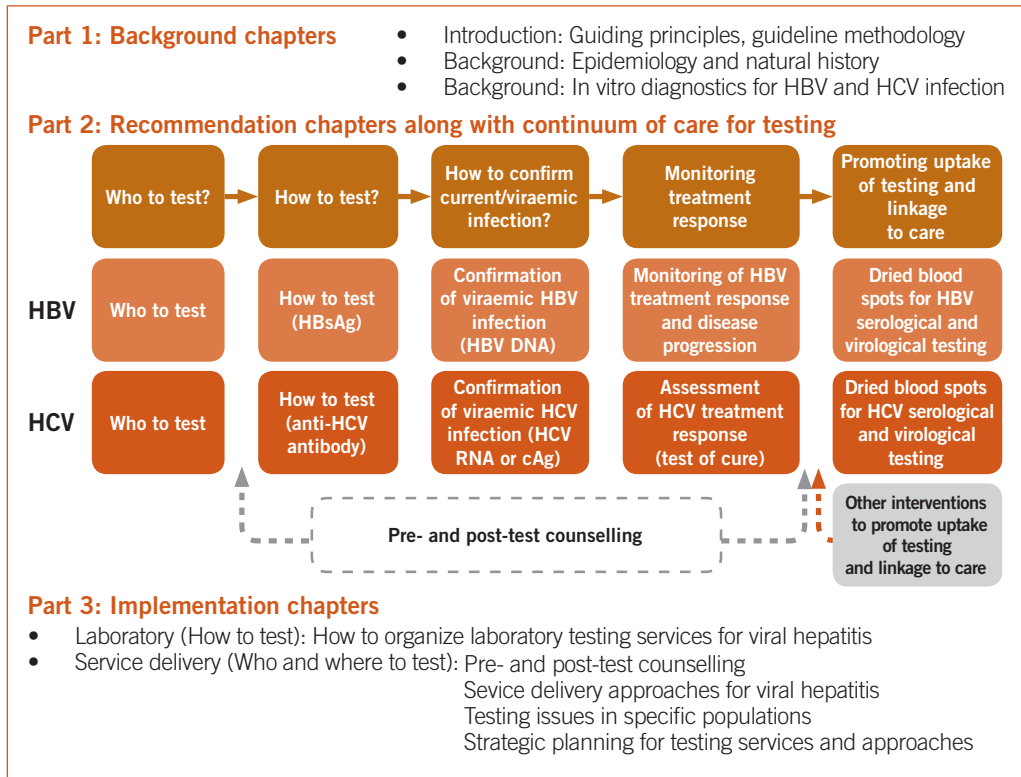 Part 1: Background chapters
• Introduction: Guiding principles, guideline methodology
• Background: Epidemiology and natural history
• Background: In vitro diagnostics for HBV and HCV infection
Part 2: Recommendation chapters along with continuum of care for testing
Who to test?
How to test?
How to confirm
current/viraemic
infection?
Monitoring
treatment
response
Promoting uptake
of testing and
linkage
to care
HBV
Who to test
How to test
(HBsAg)
Confirmation
of viraemic HBV
infection
(HBV DNA)
Monitoring of HBV
treatment response
and disease
progression
Dried blood
spots for HBV
serological and
virological testing
HCV
Who to test
How to test
(anti-HCV
antibody)
Confirmation
of viraemic HCV
infection (HCV
RNA or cAg)
Assessment
of HCV treatment
response
(test of cure)
Dried blood spots
for HCV serological
and virological
testing
Pre- and post-test counselling
Other interventions
to promote uptake
of testing
and linkage to care
Part 3: Implementation chapters
• Laboratory (How to test): How to organize laboratory testing services for viral hepatitis
• Service delivery (Who and where to test): Pre- and post-test counselling
Sevice delivery approaches for viral hepatitis
Testing issues in specific populations
Strategic planning for testing services and approaches